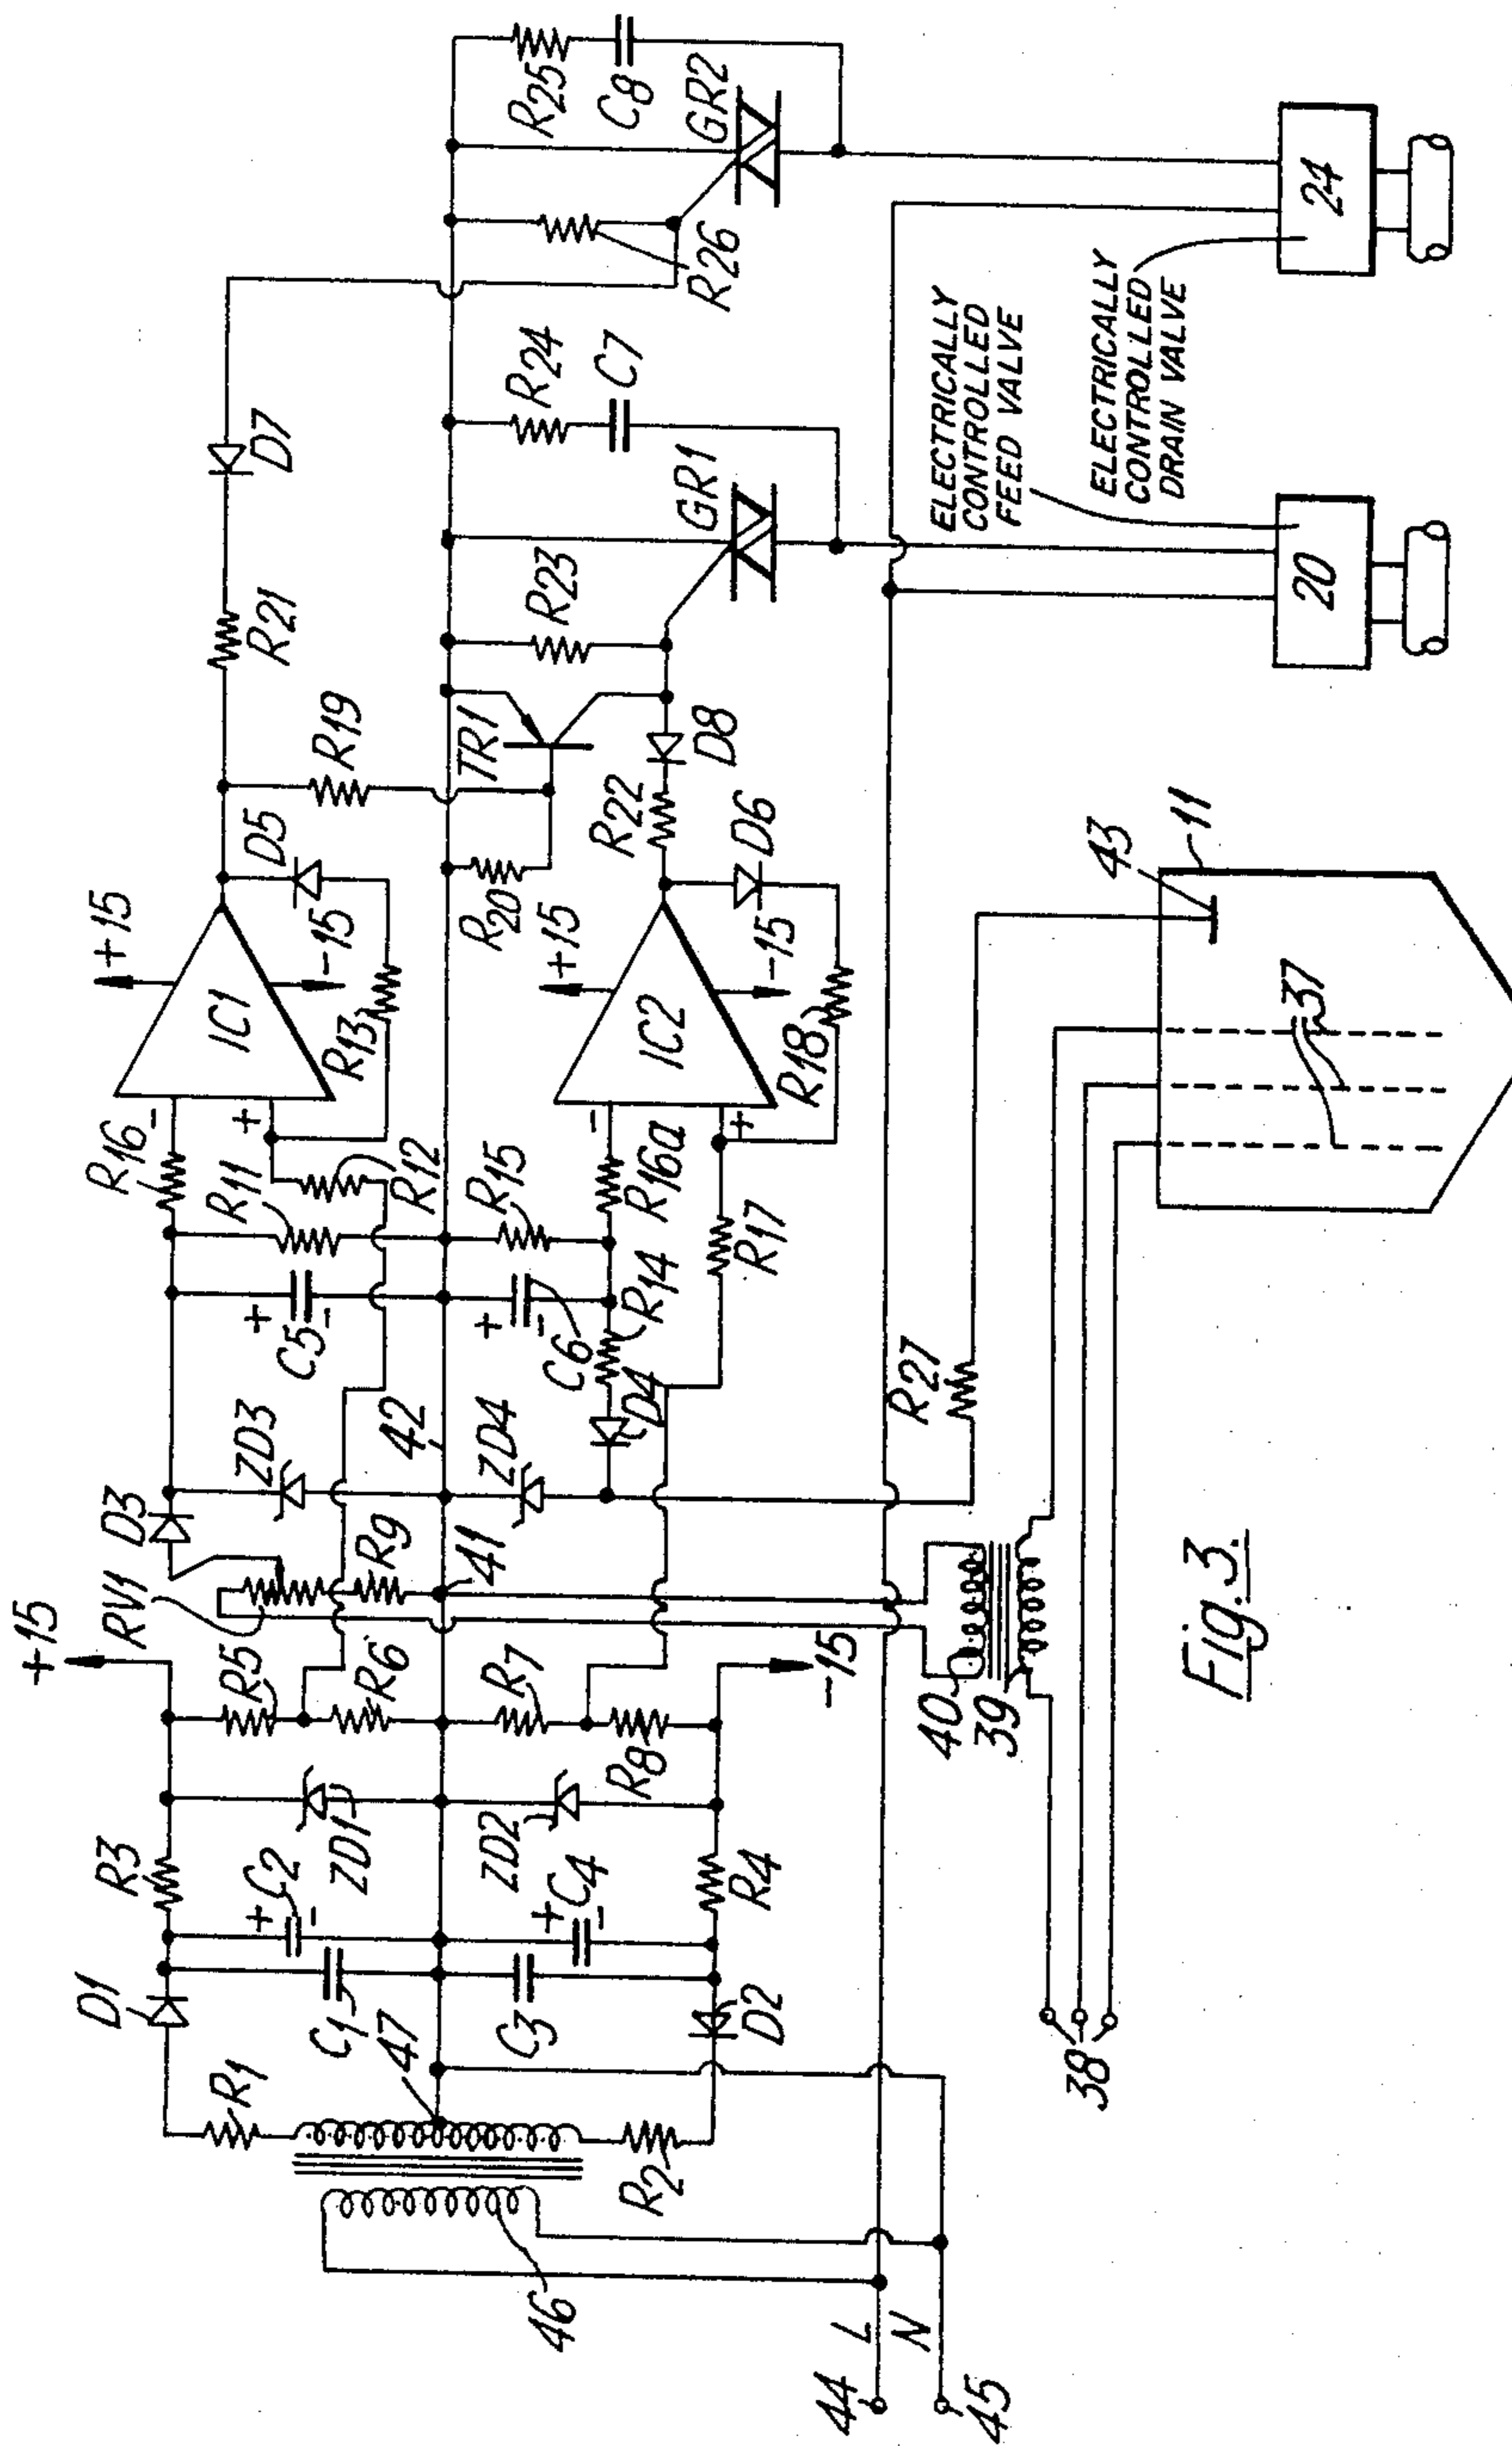 +15
+15
-15
+15
-15
-15
D1
R1
R3
C2
C1
47
C3
C4
D2
R2
46
ZD1
ZD2
R4
R5
R6
R7
R8
RV1
R9
41
D3
ZD3
42
ZD4
D4
C5
+
-
C6
+
-
R14
R11
R12
R15
R16
R16a
R17
-
+
IC1
R13
D5
-
+
IC2
R18
D6
R19
R20
TR1
R22
D8
R21
D7
R23
GR1
R24
C7
R26
R25
C8
GR2
+
-
+
-
44
L
N
45
38
40
39
R27
43
11
37
20
24
ELECTRICALLY
CONTROLLED
FEED VALVE
ELECTRICALLY
CONTROLLED
DRAIN VALVE
Fig. 3.